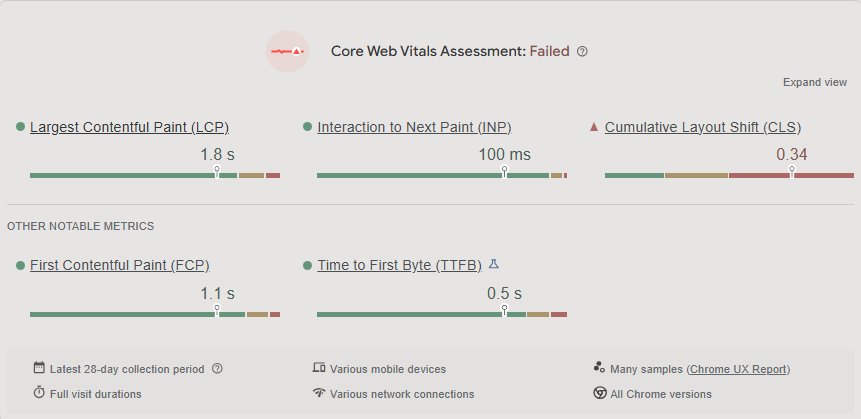 Core Web Vitals Assessment: Failed
Expand view
Largest Contentful Paint (LCP)
1.8 s
Interaction to Next Paint (INP)
100 ms
Cumulative Layout Shift (CLS)
0.34
OTHER NOTABLE METRICS
First Contentful Paint (FCP)
1.1 s
Time to First Byte (TTFB)
0.5 s
Latest 28-day collection period
Various mobile devices
Many samples (Chrome UX Report)
Full visit durations
Various network connections
All Chrome versions